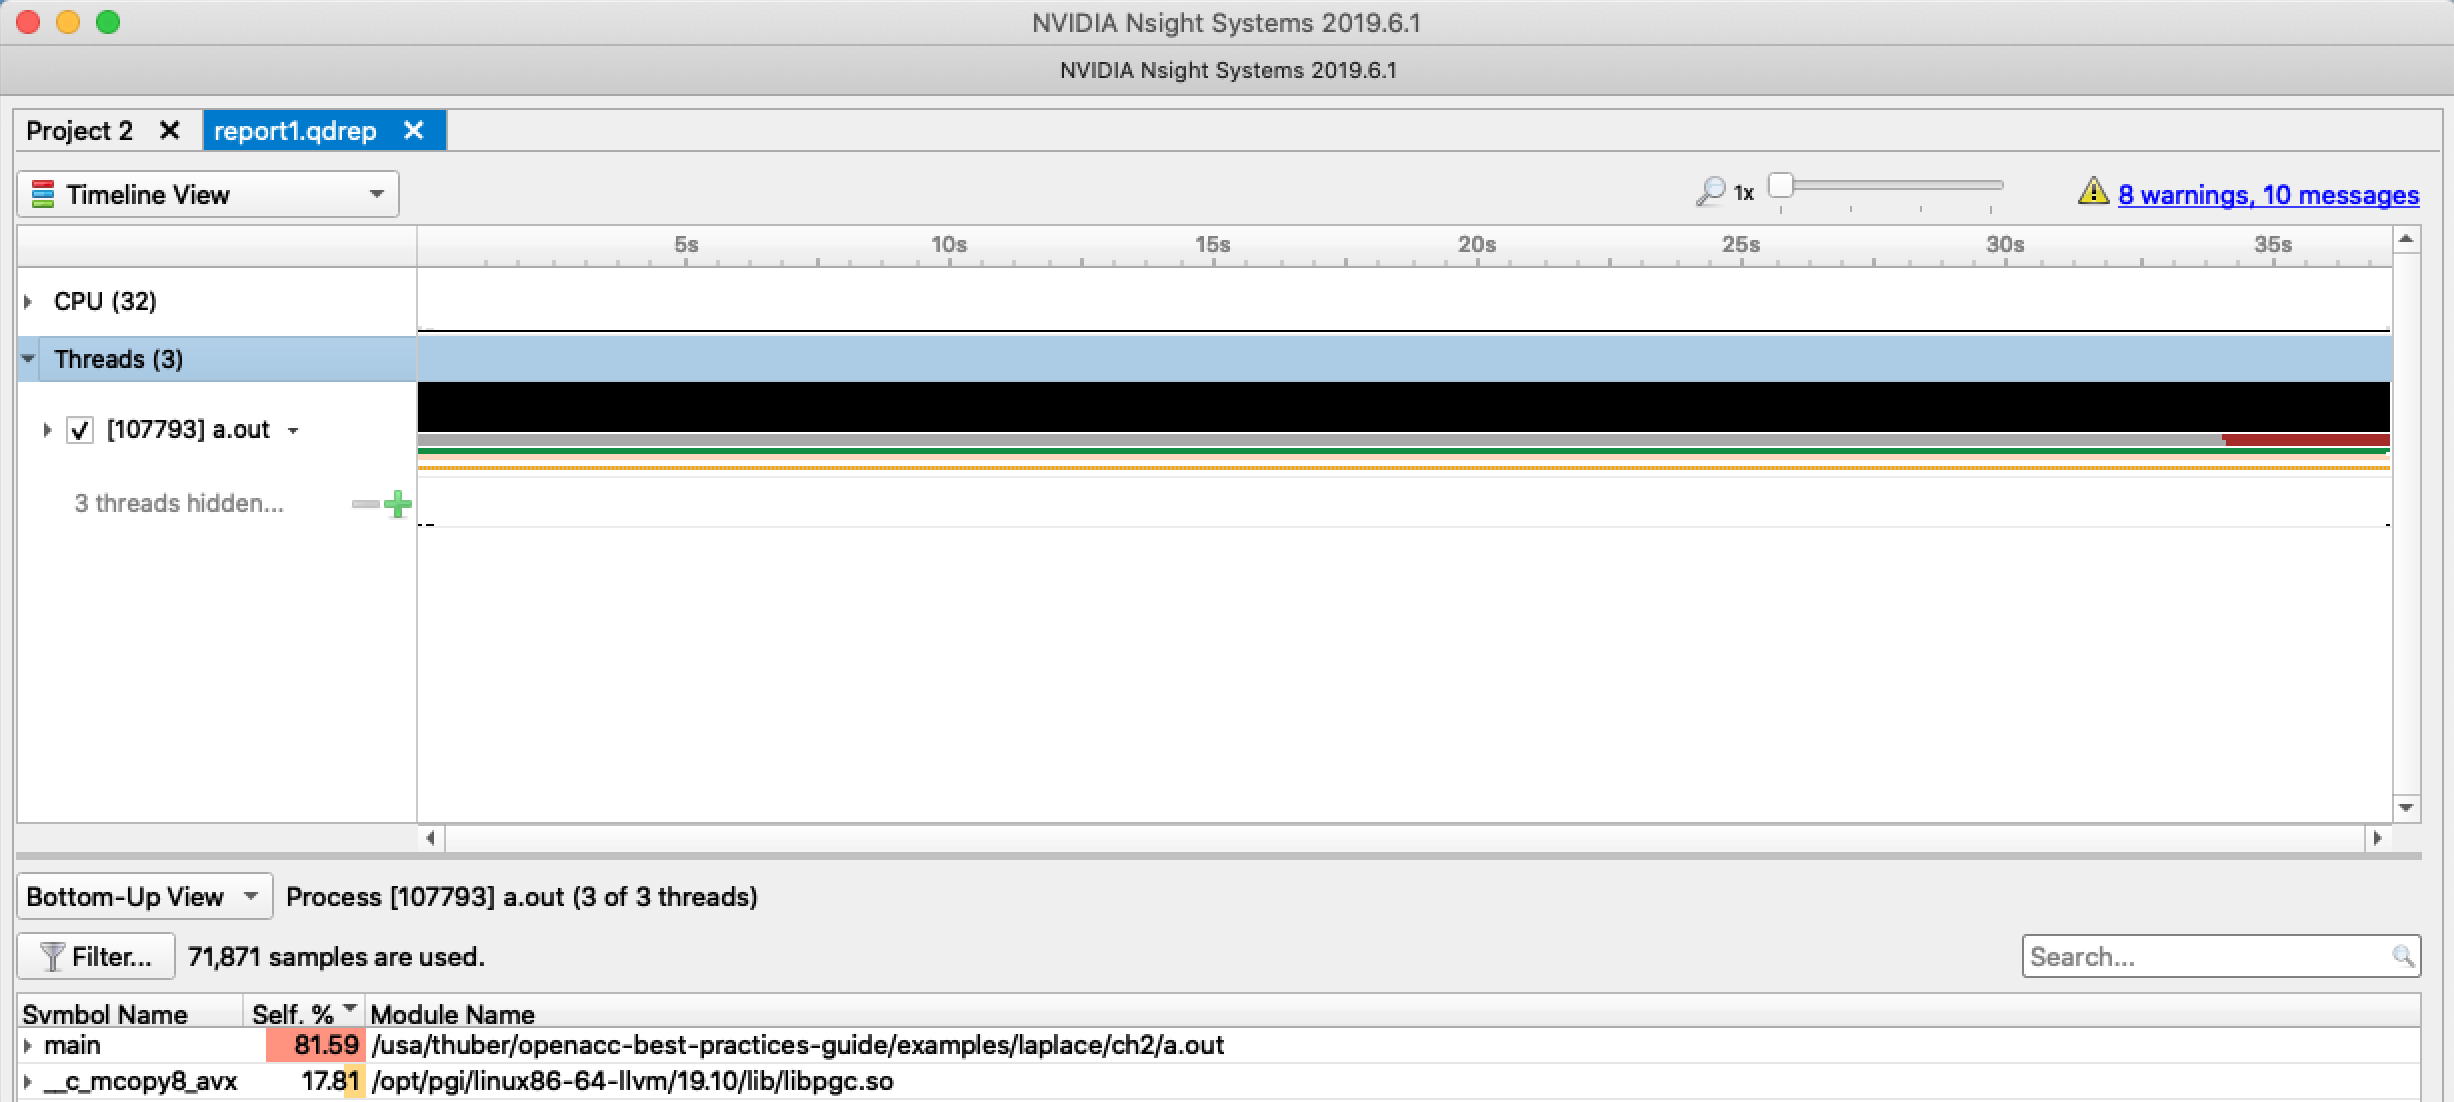 NVIDIA Nsight Systems 2019.6.1
NVIDIA Nsight Systems 2019.6.1
Project 2 report1.qdrep
Timeline View 1x 8 warnings, 10 messages
5s 10s 15s 20s 25s 30s 35s
CPU (32)
Threads (3)
[107793] a.out
3 threads hidden...
Bottom-Up View Process [107793] a.out (3 of 3 threads)
Filter... 71,871 samples are used. Search...
Symbol Name Self, % Module Name
main 81.59 /usa/thuber/openacc-best-practices-guide/examples/laplace/ch2/a.out
__c_mcopy8_avx 17.81 /opt/pgi/linux86-64-llvm/19.10/lib/libpgc.so